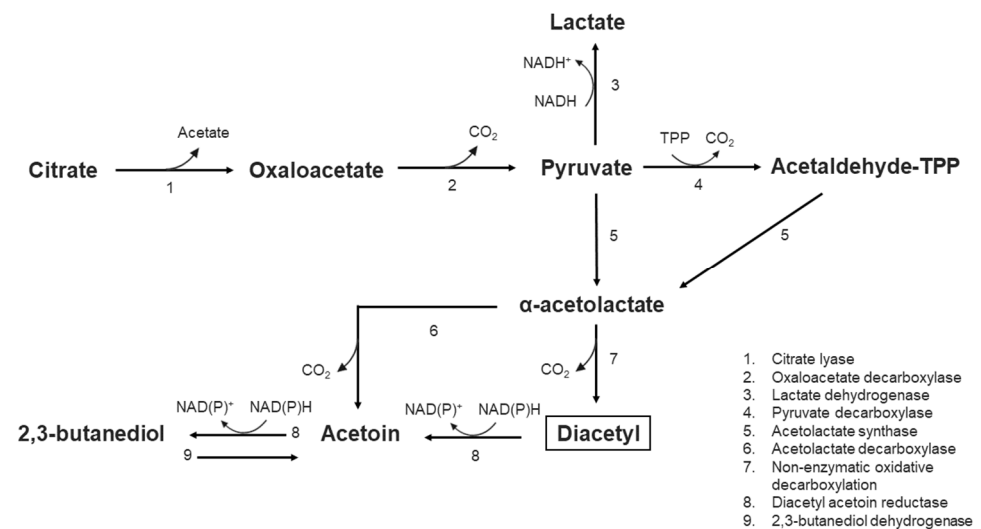 Lactate
NADH⁺
3
NADH
Acetate
CO₂
TPP CO₂
Citrate
Oxaloacetate
Pyruvate
Acetaldehyde-TPP
1
2
4
5
5
α-acetolactate
6
7
CO₂
CO₂
NAD(P)⁺ NAD(P)H
NAD(P)⁺ NAD(P)H
2,3-butanediol
8
Acetoin
Diacetyl
9
8
1. Citrate lyase
2. Oxaloacetate decarboxylase
3. Lactate dehydrogenase
4. Pyruvate decarboxylase
5. Acetolactate synthase
6. Acetolactate decarboxylase
7. Non-enzymatic oxidative
decarboxylation
8. Diacetyl acetoin reductase
9. 2,3-butanediol dehydrogenase